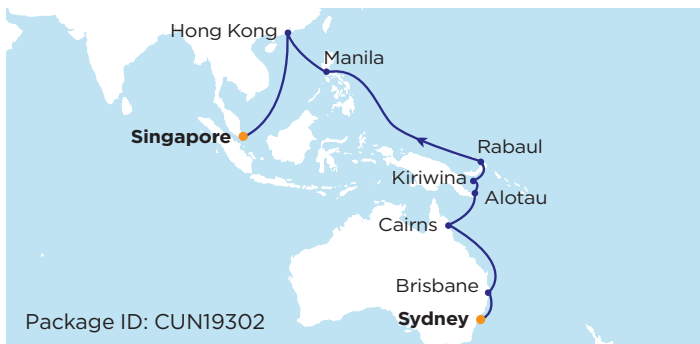 Hong Kong
Manila
Singapore
Rabaul
Kiriwina
Alotau
Cairns
Brisbane
Sydney
Package ID: CUN19302